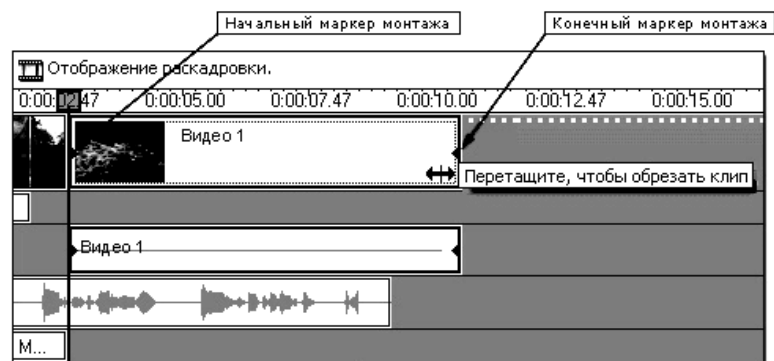 Начальный маркер монтажа
Конечный маркер монтажа
Отображение раскадровки.
0:00:02.47 0:00:05.00 0:00:07.47 0:00:10.00 0:00:12.47 0:00:15.00
Видео 1
Перетащите, чтобы обрезать клип
Видео 1
М...